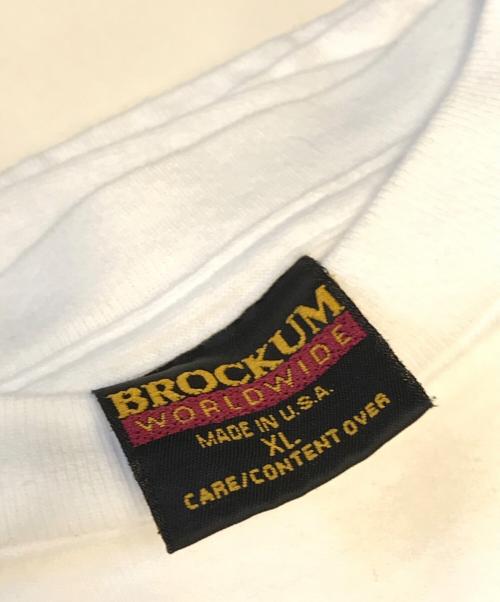 BROCKUM
WORLDWIDE
MADE IN U.S.A.
XL
CARE/CONTENT OVER